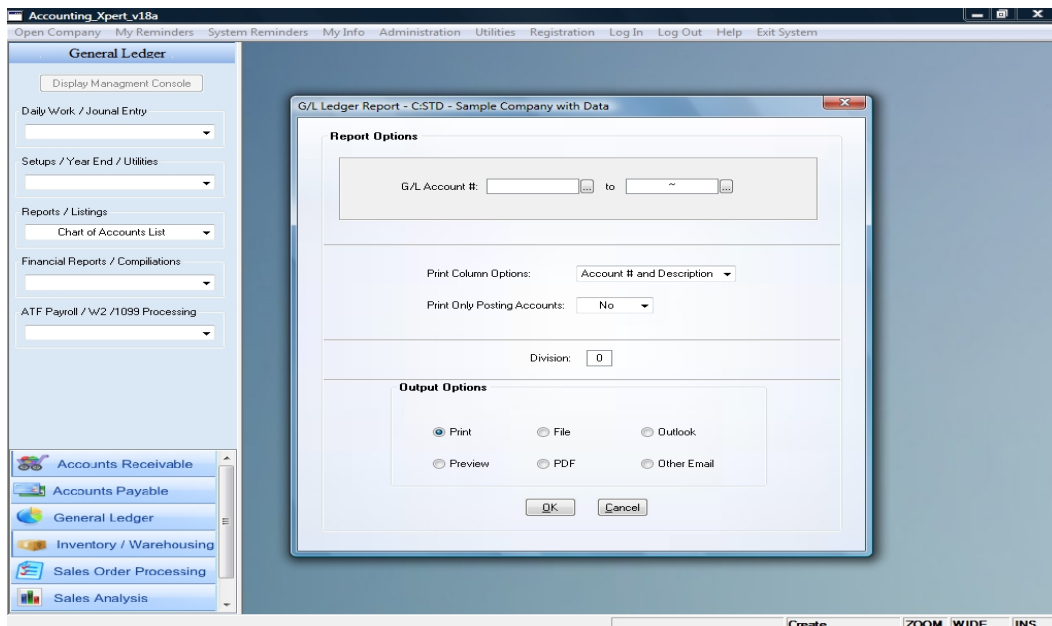 Accounting_Xpert_v18a
Open Company My Reminders System Reminders My Info Administration Utilities Registration Log In Log Out Help Exit System
General Ledger
Display Managment Console
Daily Work / Jounal Entry
Setups / Year End / Utilities
Reports / Listings
Chart of Accounts List
Financial Reports / Compiliations
ATF Payroll / W2 /1099 Processing
Accounts Receivable
Accounts Payable
General Ledger
Inventory / Warehousing
Sales Order Processing
Sales Analysis
G/L Ledger Report - C:STD - Sample Company with Data
Report Options
G/L Account #: ... to ~ ...
Print Column Options: Account # and Description
Print Only Posting Accounts: No
Division: 0
Output Options
Print File Outlook
Preview PDF Other Email
OK Cancel
Create ZOOM WIDE INS